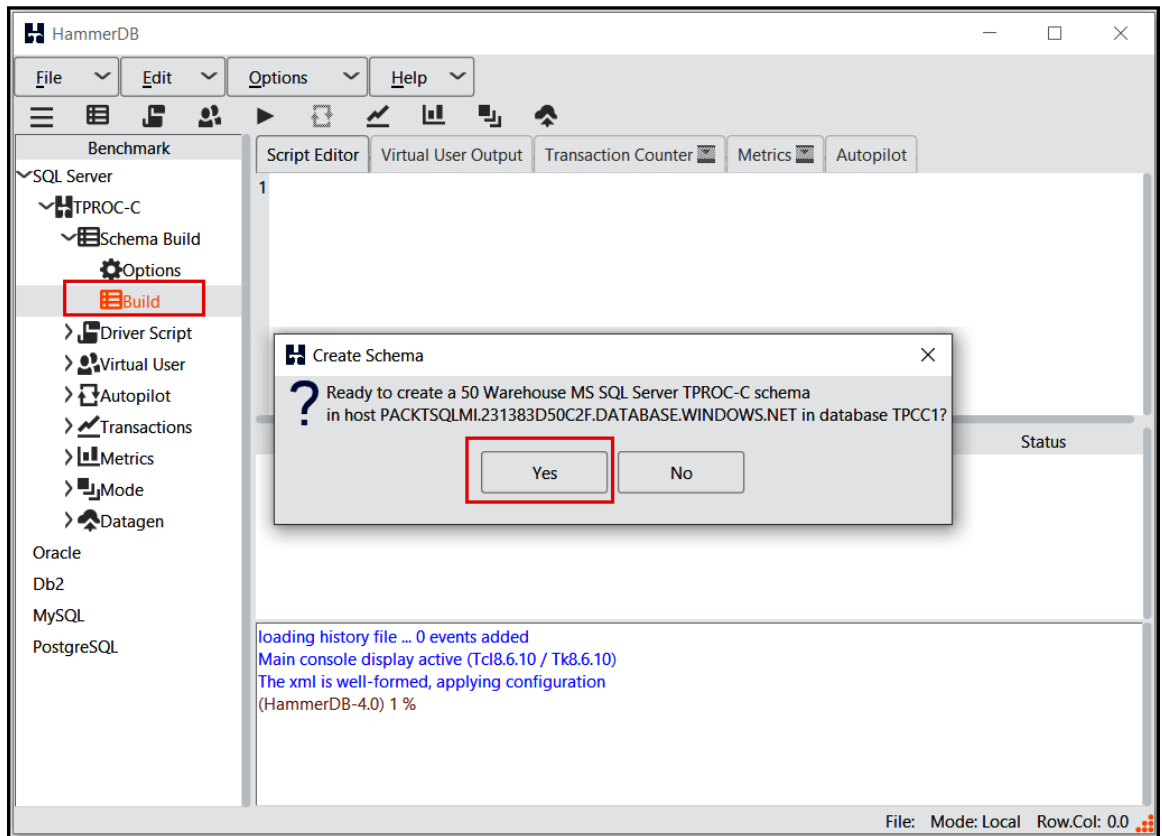 HammerDB
File Edit Options Help
Benchmark
Script Editor Virtual User Output Transaction Counter Metrics Autopilot
SQL Server
TPROC-C
Schema Build
Options
Build
Driver Script
Virtual User
Autopilot
Transactions
Metrics
Mode
Datagen
Oracle
Db2
MySQL
PostgreSQL
1
Create Schema
Ready to create a 50 Warehouse MS SQL Server TPROC-C schema
in host PACKTSQLMI.231383D50C2F.DATABASE.WINDOWS.NET in database TPCC1?
Yes No
Status
loading history file ... 0 events added
Main console display active (Tcl8.6.10 / Tk8.6.10)
The xml is well-formed, applying configuration
(HammerDB-4.0) 1 %
File: Mode: Local Row.Col: 0.0